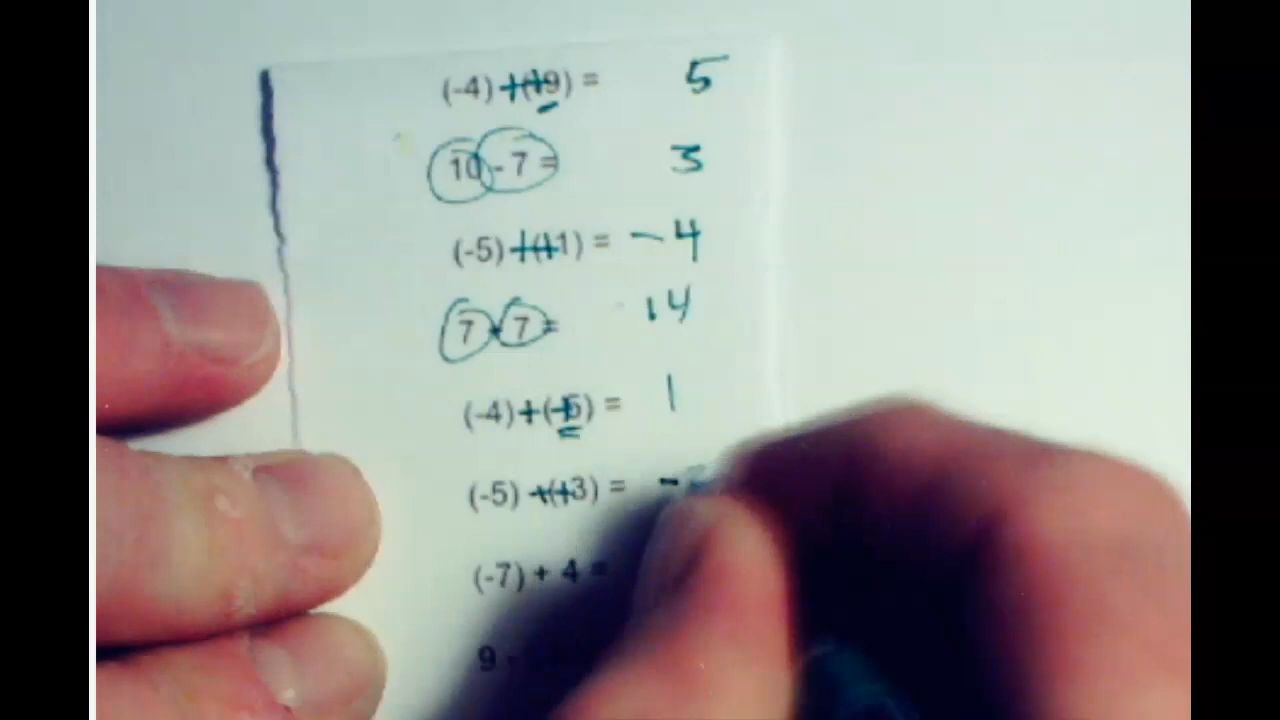 (-4) +(+9) = 5
10 - 7 = 3
(-5) +(+1) = -4
7 + 7 = 14
(-4) + (+5) = 1
(-5) +(+3) = -
(-7) + 4 =
9 -